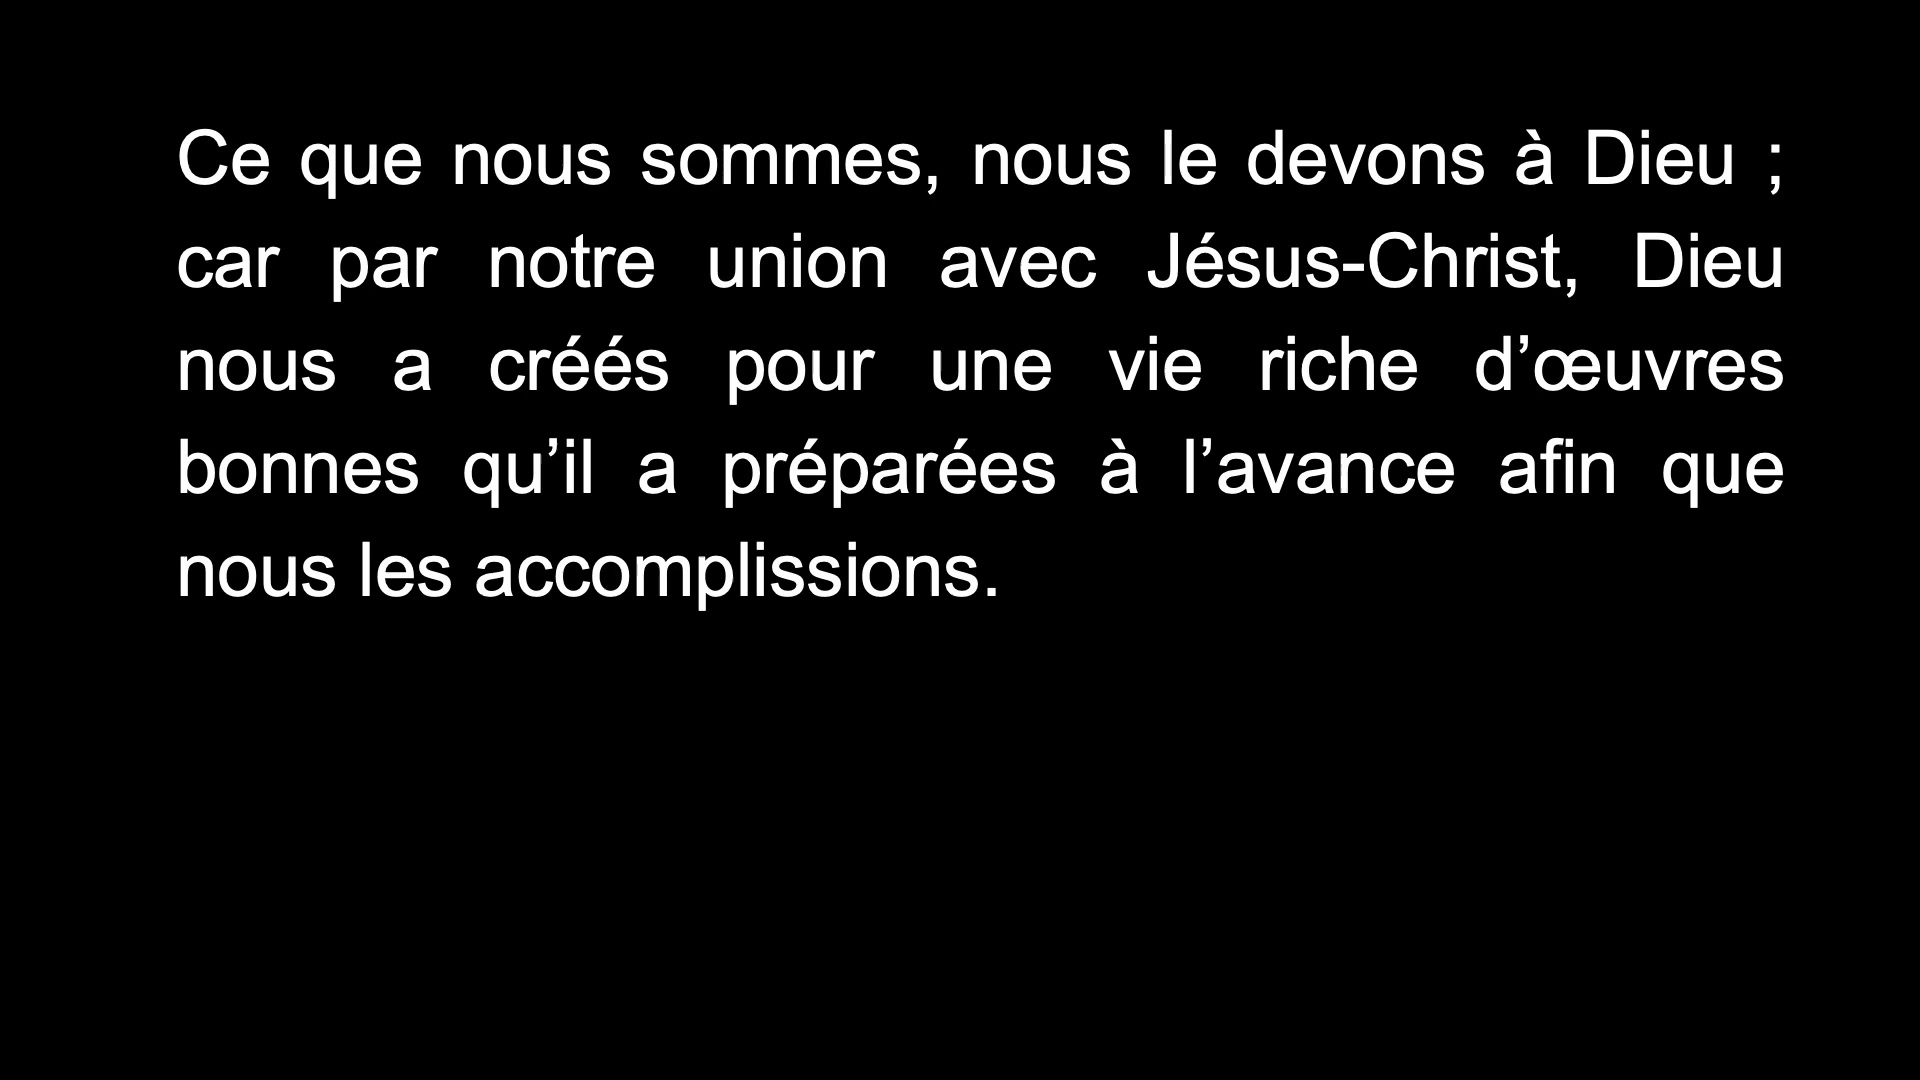 Ce que nous sommes, nous le devons à Dieu ;
car par notre union avec Jésus-Christ, Dieu
nous a créés pour une vie riche d’œuvres
bonnes qu’il a préparées à l’avance afin que
nous les accomplissions.